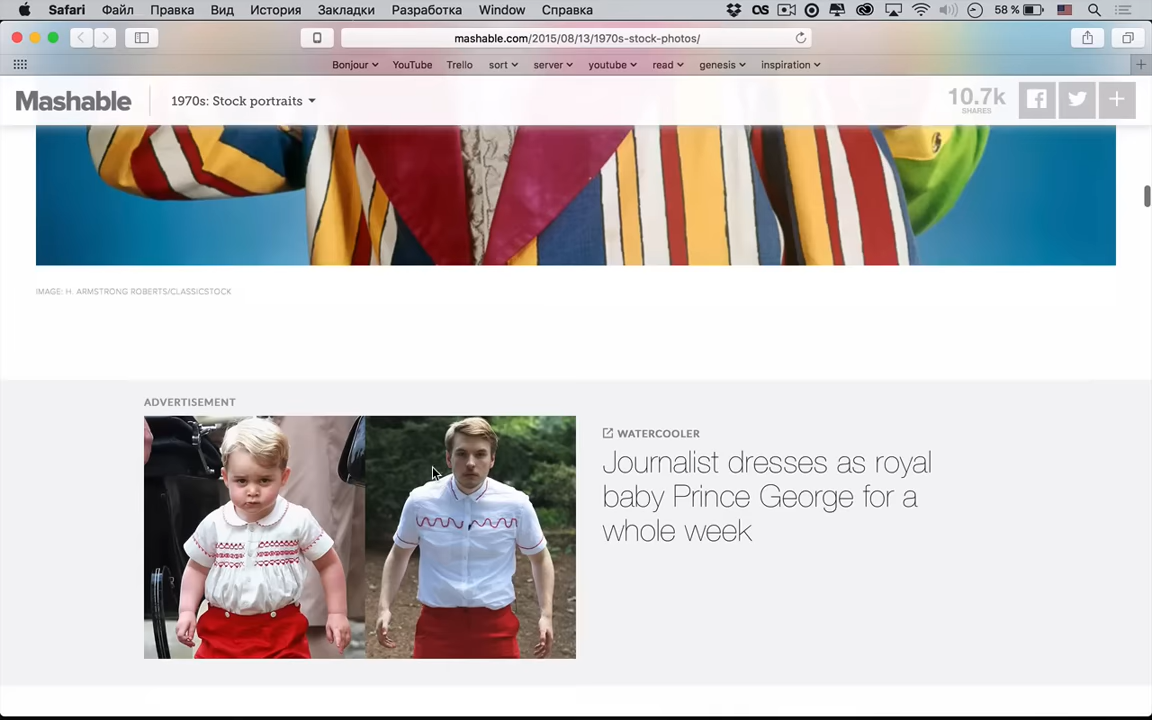 Safari Файл Правка Вид История Закладки Разработка Window Справка
58 %
mashable.com/2015/08/13/1970s-stock-photos/
Bonjour YouTube Trello sort server youtube read genesis inspiration
Mashable
1970s: Stock portraits
10.7k
SHARES
IMAGE: H. ARMSTRONG ROBERTS/CLASSICSTOCK
ADVERTISEMENT
WATERCOOLER
Journalist dresses as royal
baby Prince George for a
whole week